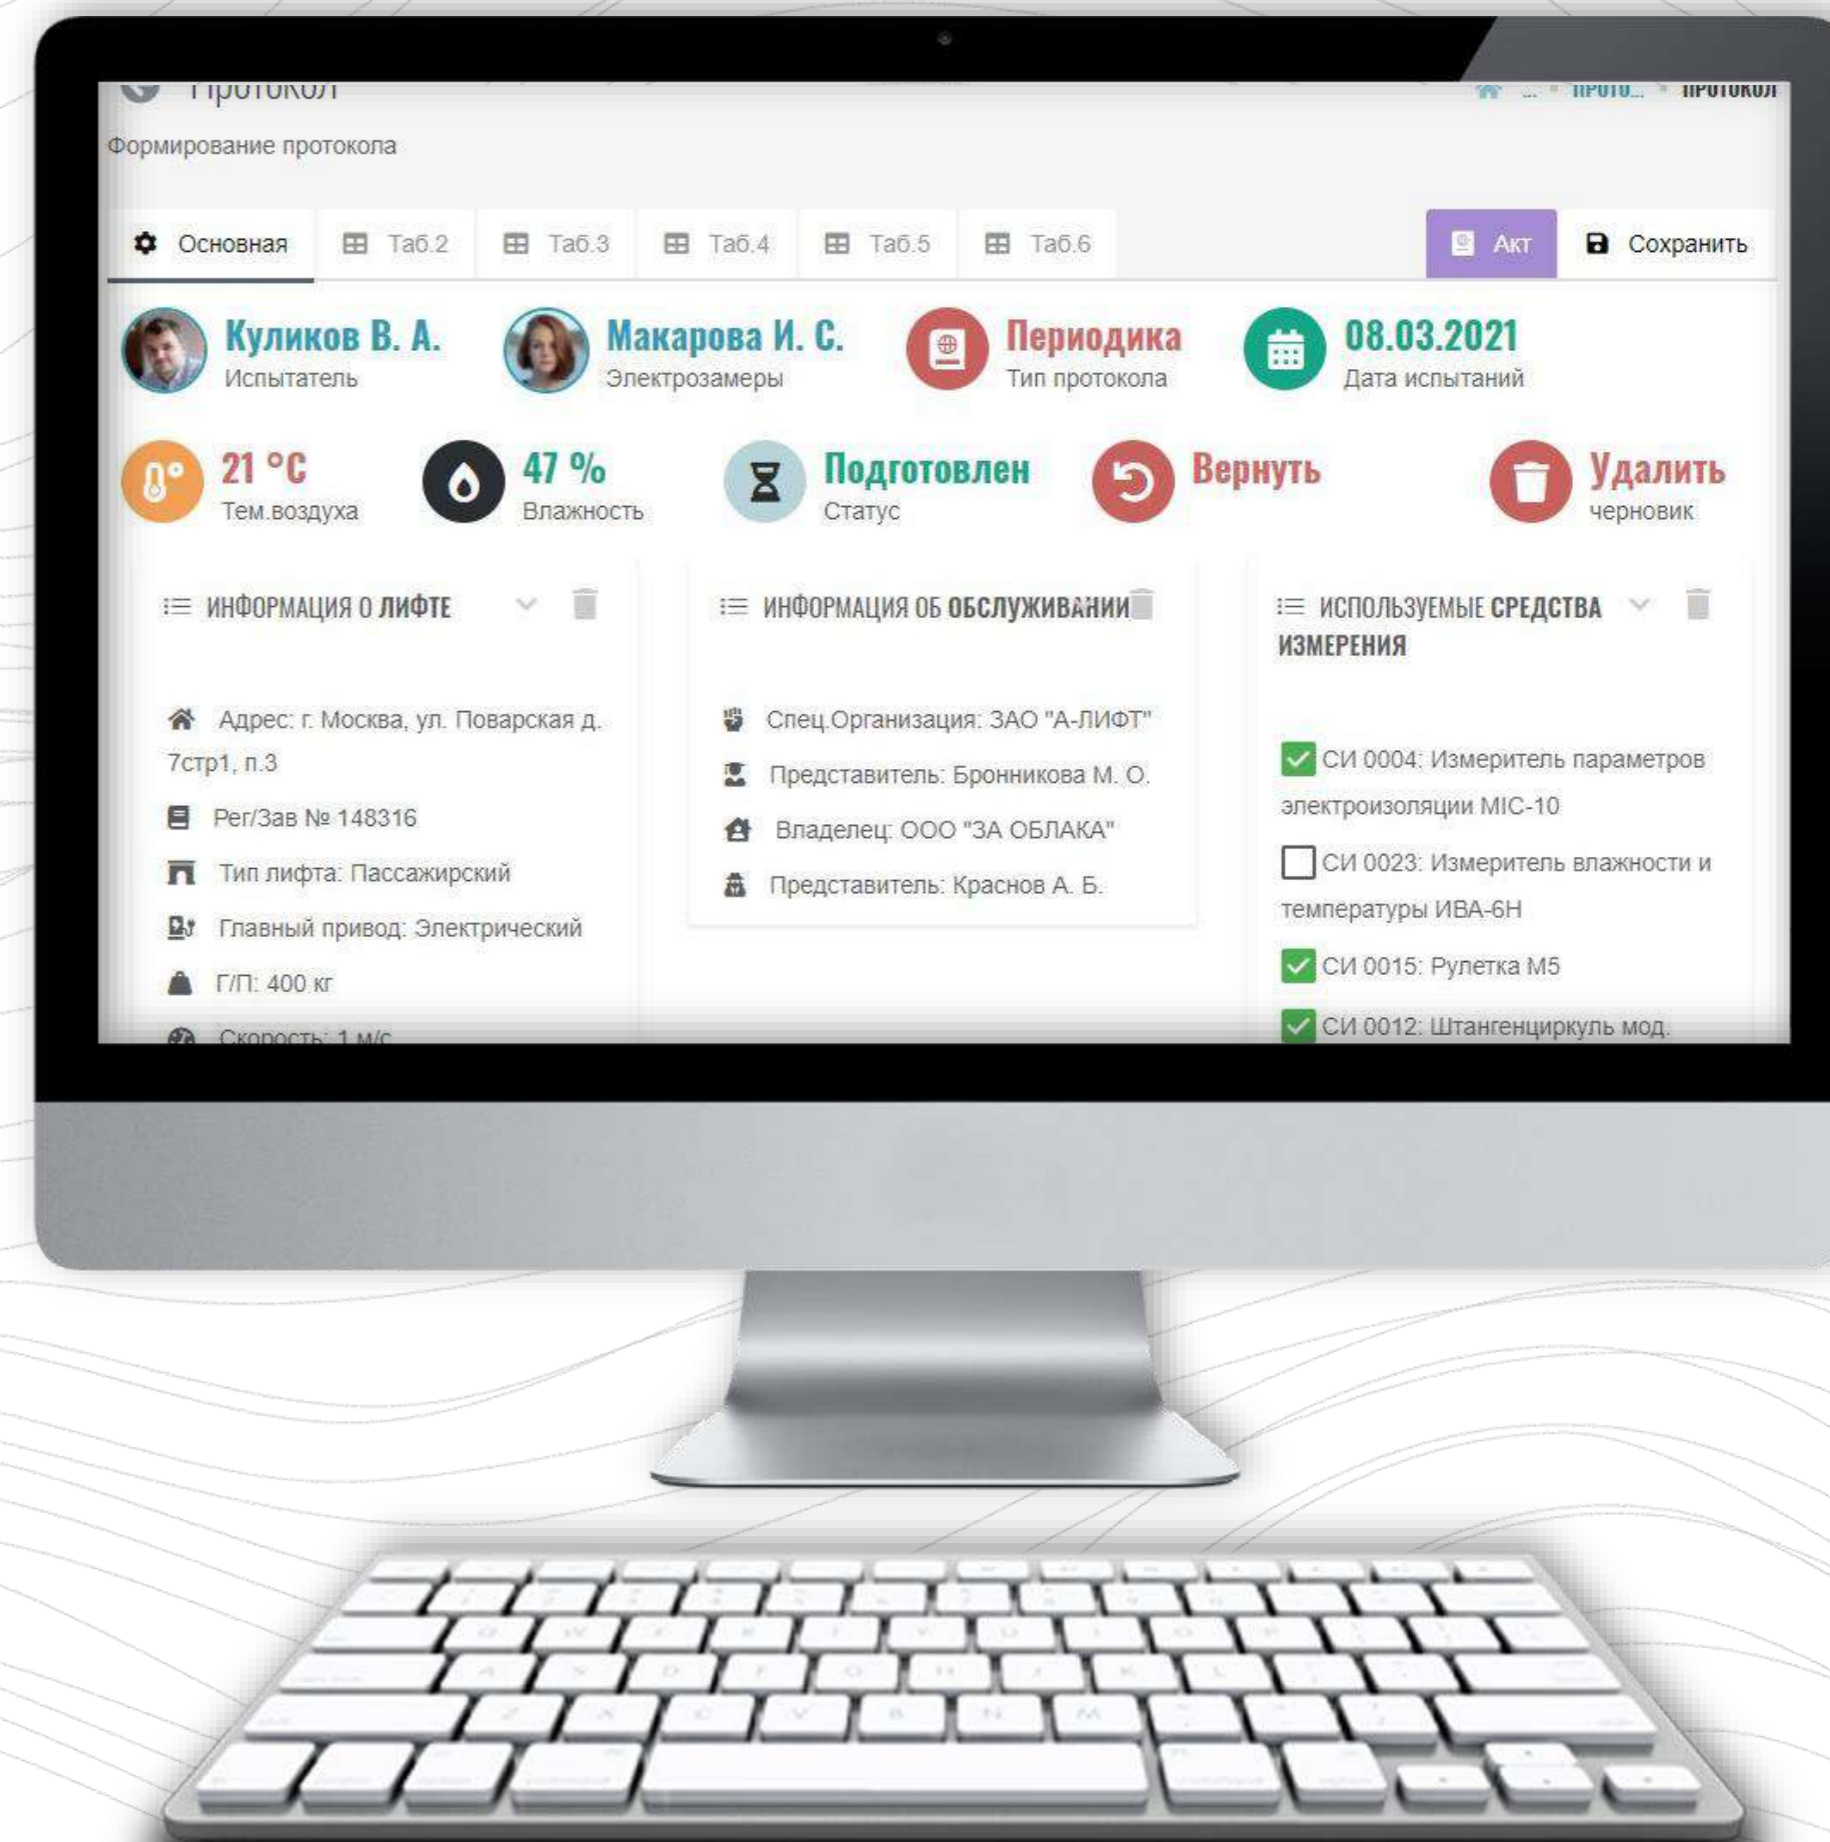 Протокол
... ПРОТО... ПРОТОКОЛ
Формирование протокола
Основная Таб.2 Таб.3 Таб.4 Таб.5 Таб.6 Акт Сохранить
Куликов В. А. Макарова И. С. Периодика 08.03.2021
Испытатель Электрозамеры Тип протокола Дата испытаний
21 °C 47 % Подготовлен Вернуть Удалить
Тем.воздуха Влажность Статус черновик
ИНФОРМАЦИЯ О ЛИФТЕ
Адрес: г. Москва, ул. Поварская д.
7стр1, п.3
Рег/Зав № 148316
Тип лифта: Пассажирский
Главный привод: Электрический
Г/П: 400 кг
Скорость: 1 м/с
ИНФОРМАЦИЯ ОБ ОБСЛУЖИВАНИИ
Спец.Организация: ЗАО "А-ЛИФТ"
Представитель: Бронникова М. О.
Владелец: ООО "ЗА ОБЛАКА"
Представитель: Краснов А. Б.
ИСПОЛЬЗУЕМЫЕ СРЕДСТВА
ИЗМЕРЕНИЯ
СИ 0004: Измеритель параметров
электроизоляции MIC-10
СИ 0023: Измеритель влажности и
температуры ИВА-6Н
СИ 0015: Рулетка М5
СИ 0012: Штангенциркуль мод.